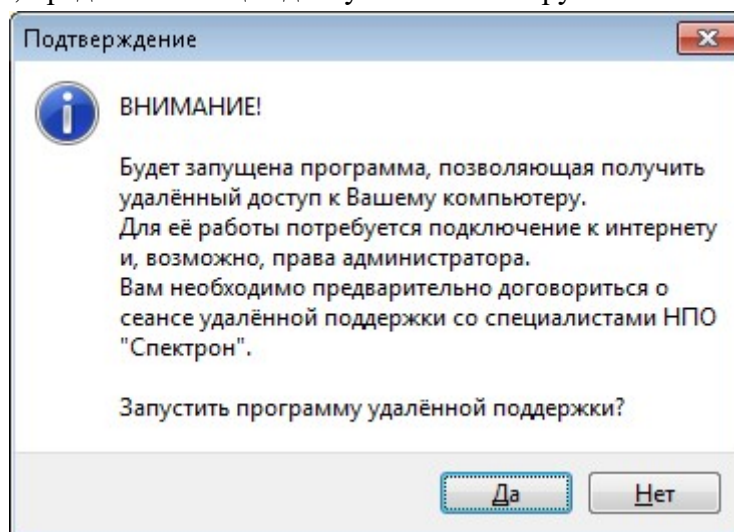 Подтверждение
ВНИМАНИЕ!
Будет запущена программа, позволяющая получить
удалённый доступ к Вашему компьютеру.
Для её работы потребуется подключение к интернету
и, возможно, права администратора.
Вам необходимо предварительно договориться о
сеансе удалённой поддержки со специалистами НПО
"Спектрон".
Запустить программу удалённой поддержки?
Да
Нет